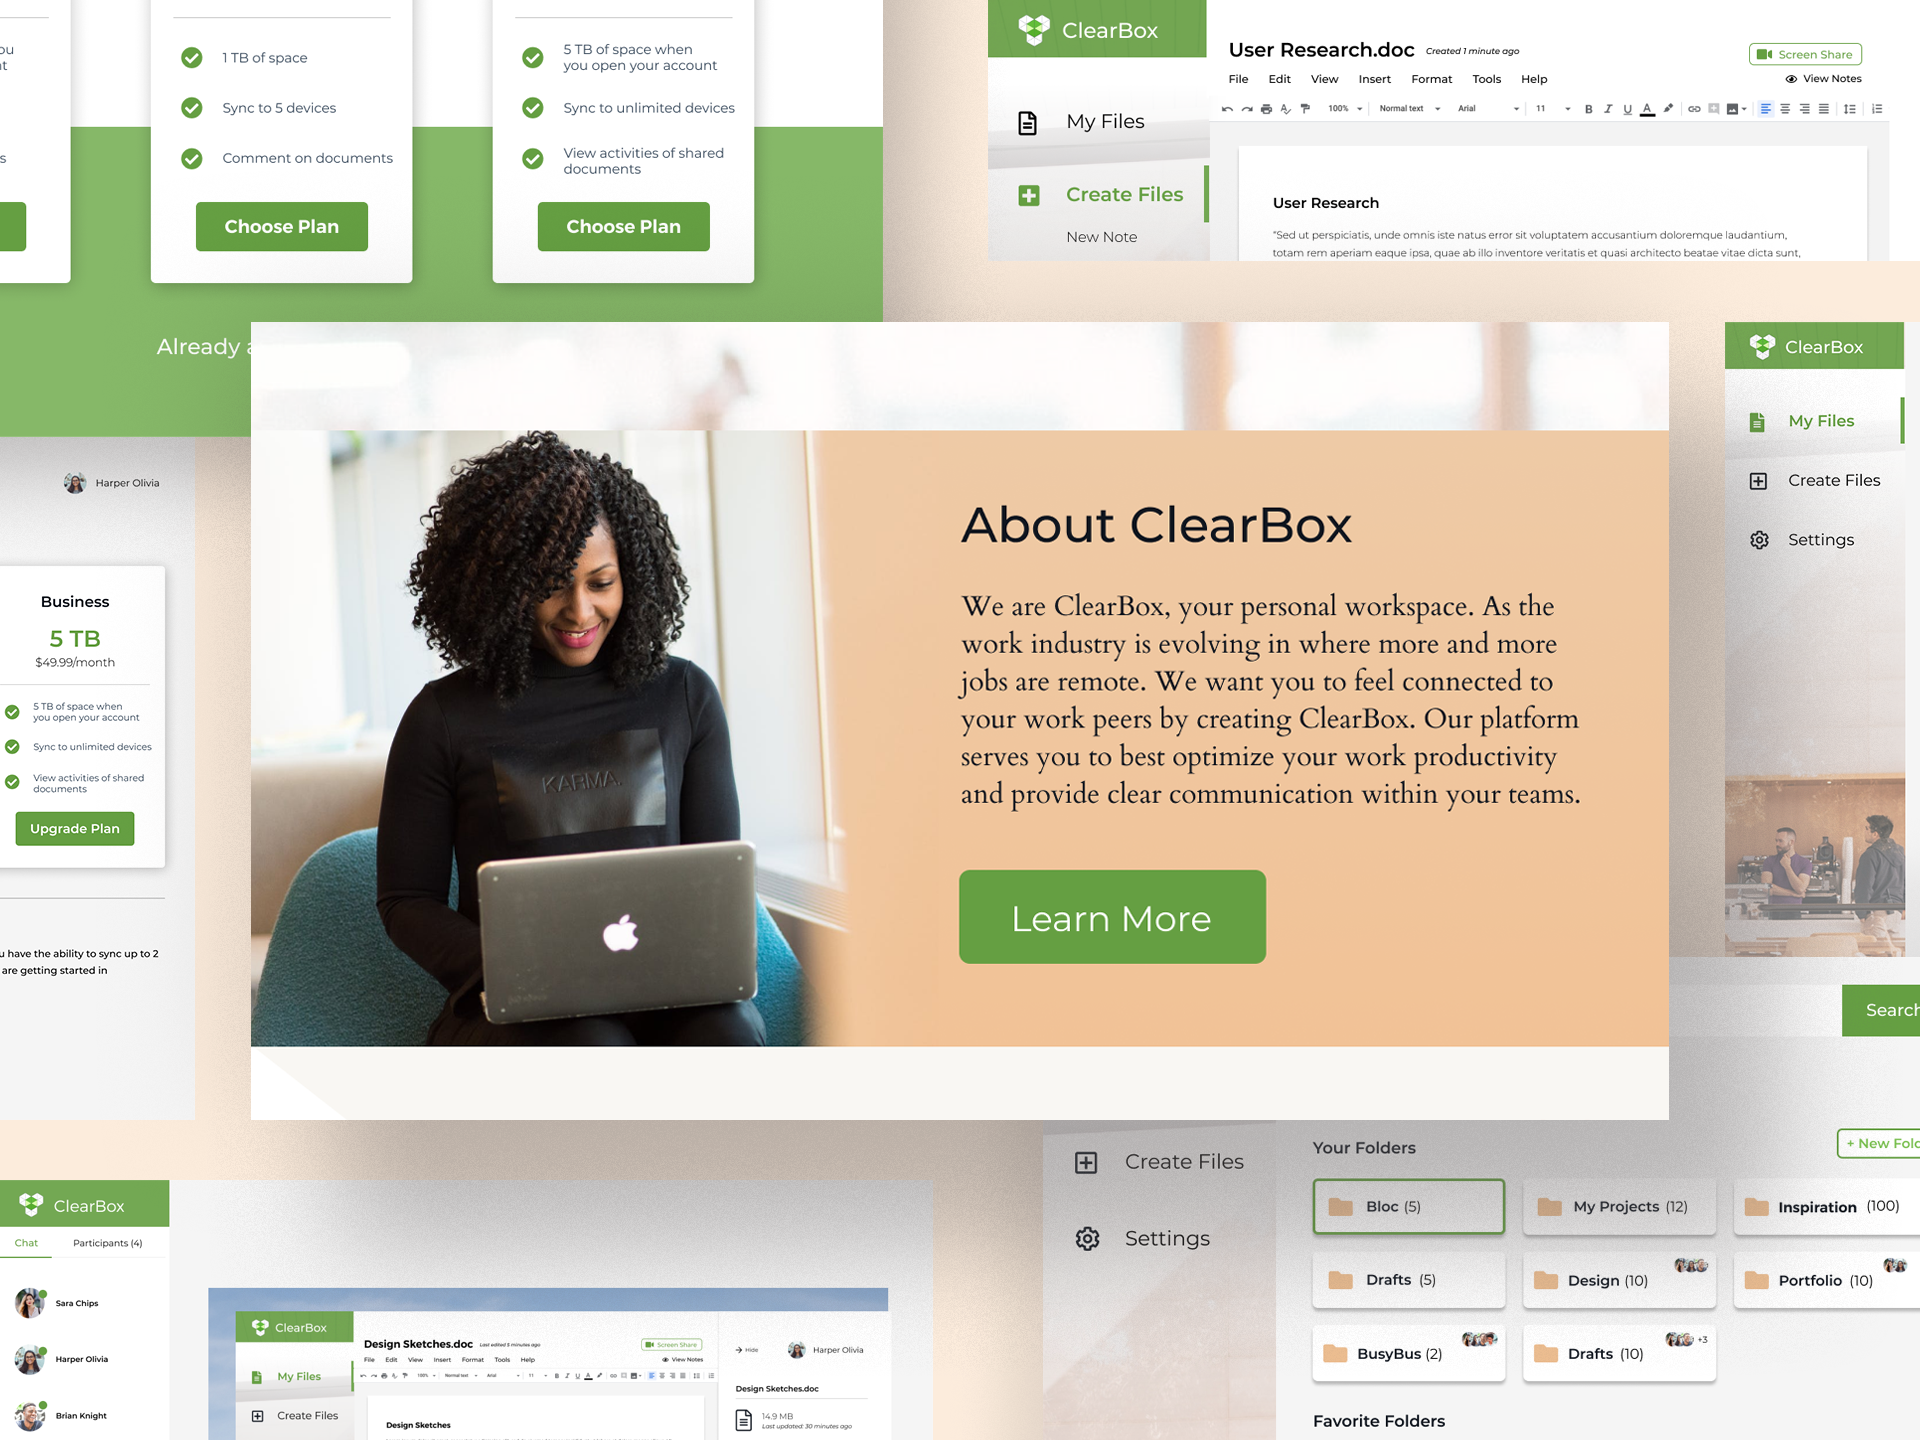 ou
nt
s
1 TB of space
Sync to 5 devices
Comment on documents
Choose Plan
5 TB of space when
you open your account
Sync to unlimited devices
View activities of shared
documents
Choose Plan
Already a
ClearBox
My Files
Create Files
New Note
User Research.doc Created 1 minute ago
Screen Share
File Edit View Insert Format Tools Help
View Notes
100% Normal text Arial 11 B I U A
User Research
"Sed ut perspiciatis, unde omnis iste natus error sit voluptatem accusantium doloremque laudantium,
totam rem aperiam eaque ipsa, quae ab illo inventore veritatis et quasi architecto beatae vitae dicta sunt,
Harper Olivia
Business
5 TB
$49.99/month
5 TB of space when
you open your account
Sync to unlimited devices
View activities of shared
documents
Upgrade Plan
u have the ability to sync up to 2
are getting started in
KARMA.
About ClearBox
We are ClearBox, your personal workspace. As the
work industry is evolving in where more and more
jobs are remote. We want you to feel connected to
your work peers by creating ClearBox. Our platform
serves you to best optimize your work productivity
and provide clear communication within your teams.
Learn More
ClearBox
My Files
Create Files
Settings
Search
ClearBox
Chat Participants (4)
Sara Chips
Harper Olivia
Brian Knight
ClearBox
My Files
Create Files
Design Sketches.doc Last edited 5 minutes ago
Screen Share
File Edit View Insert Format Tools Help
View Notes
100% Normal text Arial 11 B I U A
Design Sketches
Hide
Harper Olivia
Design Sketches.doc
14.9 MB
Last updated: 30 minutes ago
Create Files
Settings
Your Folders
+ New Fold
Bloc (5)
My Projects (12)
Inspiration (100)
Drafts (5)
Design (10)
Portfolio (10)
BusyBus (2)
Drafts (10)
+3
Favorite Folders